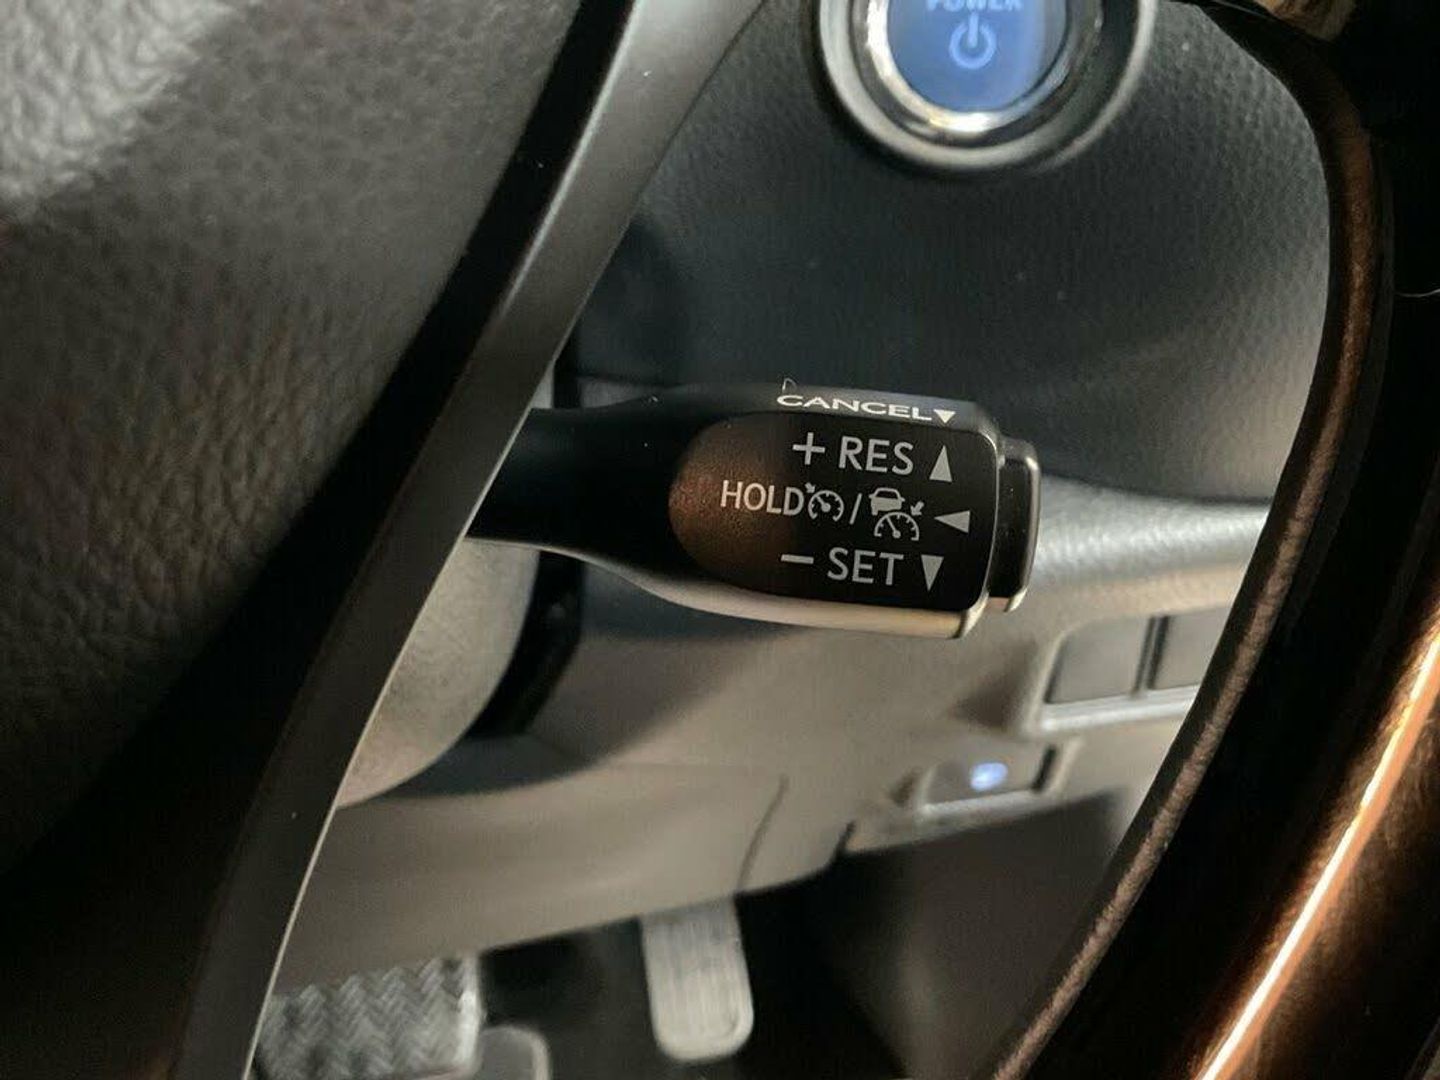 POWER
CANCEL▼
+ RES ▲
HOLD / ◀
− SET ▼